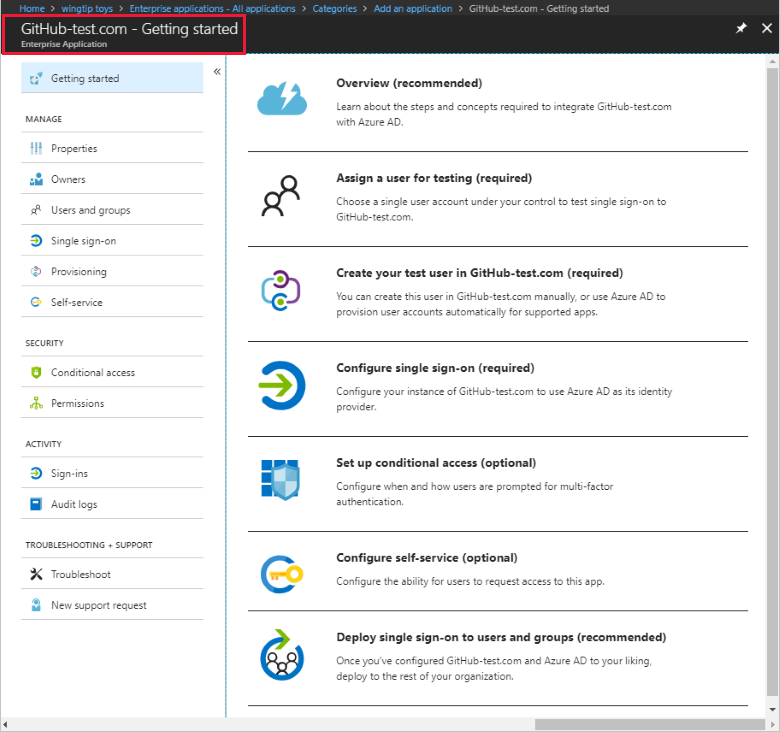 Home > wingtip toys > Enterprise applications - All applications > Categories > Add an application > GitHub-test.com - Getting started
GitHub-test.com - Getting started
Enterprise Application
Getting started
MANAGE
Properties
Owners
Users and groups
Single sign-on
Provisioning
Self-service
SECURITY
Conditional access
Permissions
ACTIVITY
Sign-ins
Audit logs
TROUBLESHOOTING + SUPPORT
Troubleshoot
New support request
Overview (recommended)
Learn about the steps and concepts required to integrate GitHub-test.com
with Azure AD.
Assign a user for testing (required)
Choose a single user account under your control to test single sign-on to
GitHub-test.com.
Create your test user in GitHub-test.com (required)
You can create this user in GitHub-test.com manually, or use Azure AD to
provision user accounts automatically for supported apps.
Configure single sign-on (required)
Configure your instance of GitHub-test.com to use Azure AD as its identity
provider.
Set up conditional access (optional)
Configure when and how users are prompted for multi-factor
authentication.
Configure self-service (optional)
Configure the ability for users to request access to this app.
Deploy single sign-on to users and groups (recommended)
Once you've configured GitHub-test.com and Azure AD to your liking,
deploy to the rest of your organization.